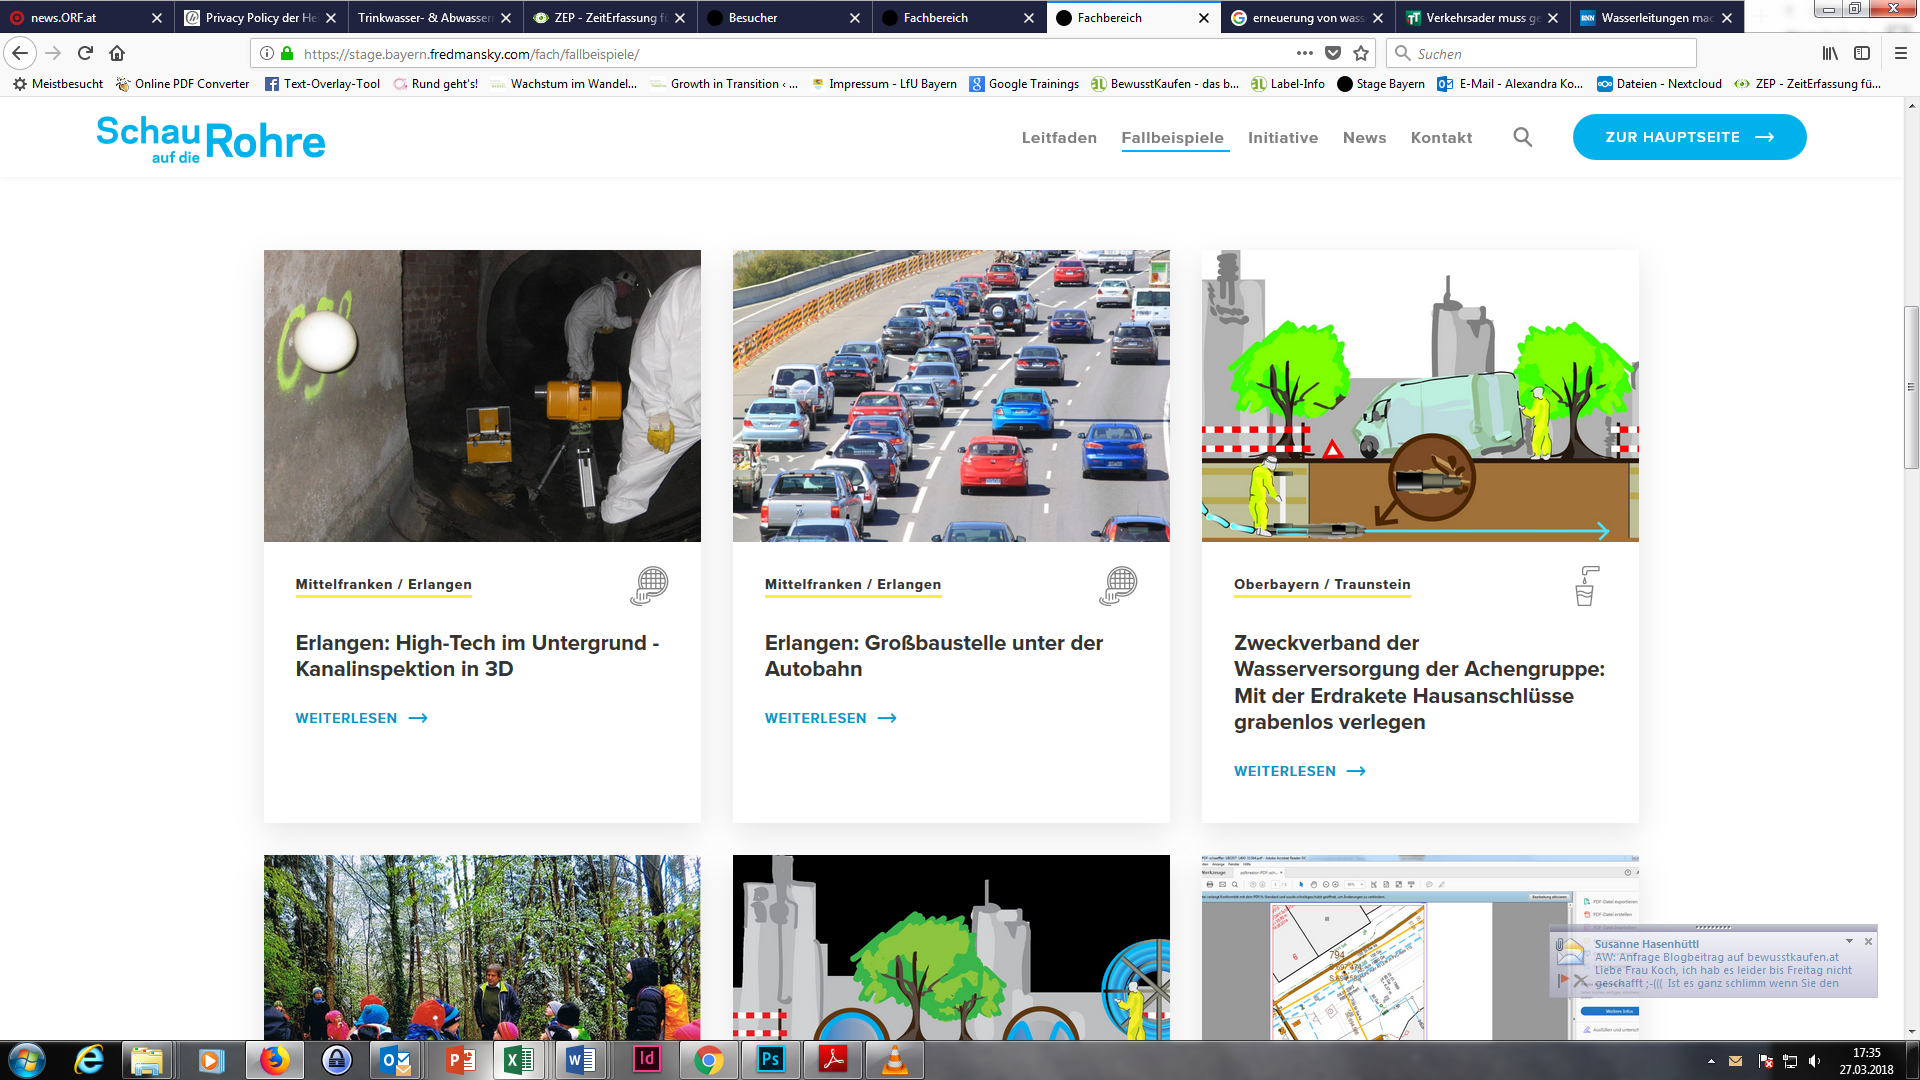 news.ORF.at
Privacy Policy der He
Trinkwasser- & Abwasser
ZEP - ZeitErfassung f
Besucher
Fachbereich
Fachbereich
erneuerung von was
Verkehrsader muss ge
Wasserleitungen mac
https://stage.bayern.fredmansky.com/fach/fallbeispiele/
Suchen
Meistbesucht
Online PDF Converter
Text-Overlay-Tool
Rund geht's!
Wachstum im Wandel...
Growth in Transition ‹ ...
Impressum - LfU Bayern
Google Trainings
BewusstKaufen - das b...
Label-Info
Stage Bayern
E-Mail - Alexandra Ko...
Dateien - Nextcloud
ZEP - ZeitErfassung fü...
Schau auf die Rohre
Leitfaden
Fallbeispiele
Initiative
News
Kontakt
ZUR HAUPTSEITE
Mittelfranken / Erlangen
Erlangen: High-Tech im Untergrund -
Kanalinspektion in 3D
WEITERLESEN
Mittelfranken / Erlangen
Erlangen: Großbaustelle unter der
Autobahn
WEITERLESEN
Oberbayern / Traunstein
Zweckverband der
Wasserversorgung der Achengruppe:
Mit der Erdrakete Hausanschlüsse
grabenlos verlegen
WEITERLESEN
794
6
Susanne Hasenhüttl
AW: Anfrage Blogbeitrag auf bewusstkaufen.at
Liebe Frau Koch, ich hab es leider bis Freitag nicht
geschafft ;-((( Ist es ganz schlimm wenn Sie den
17:35
27.03.2018